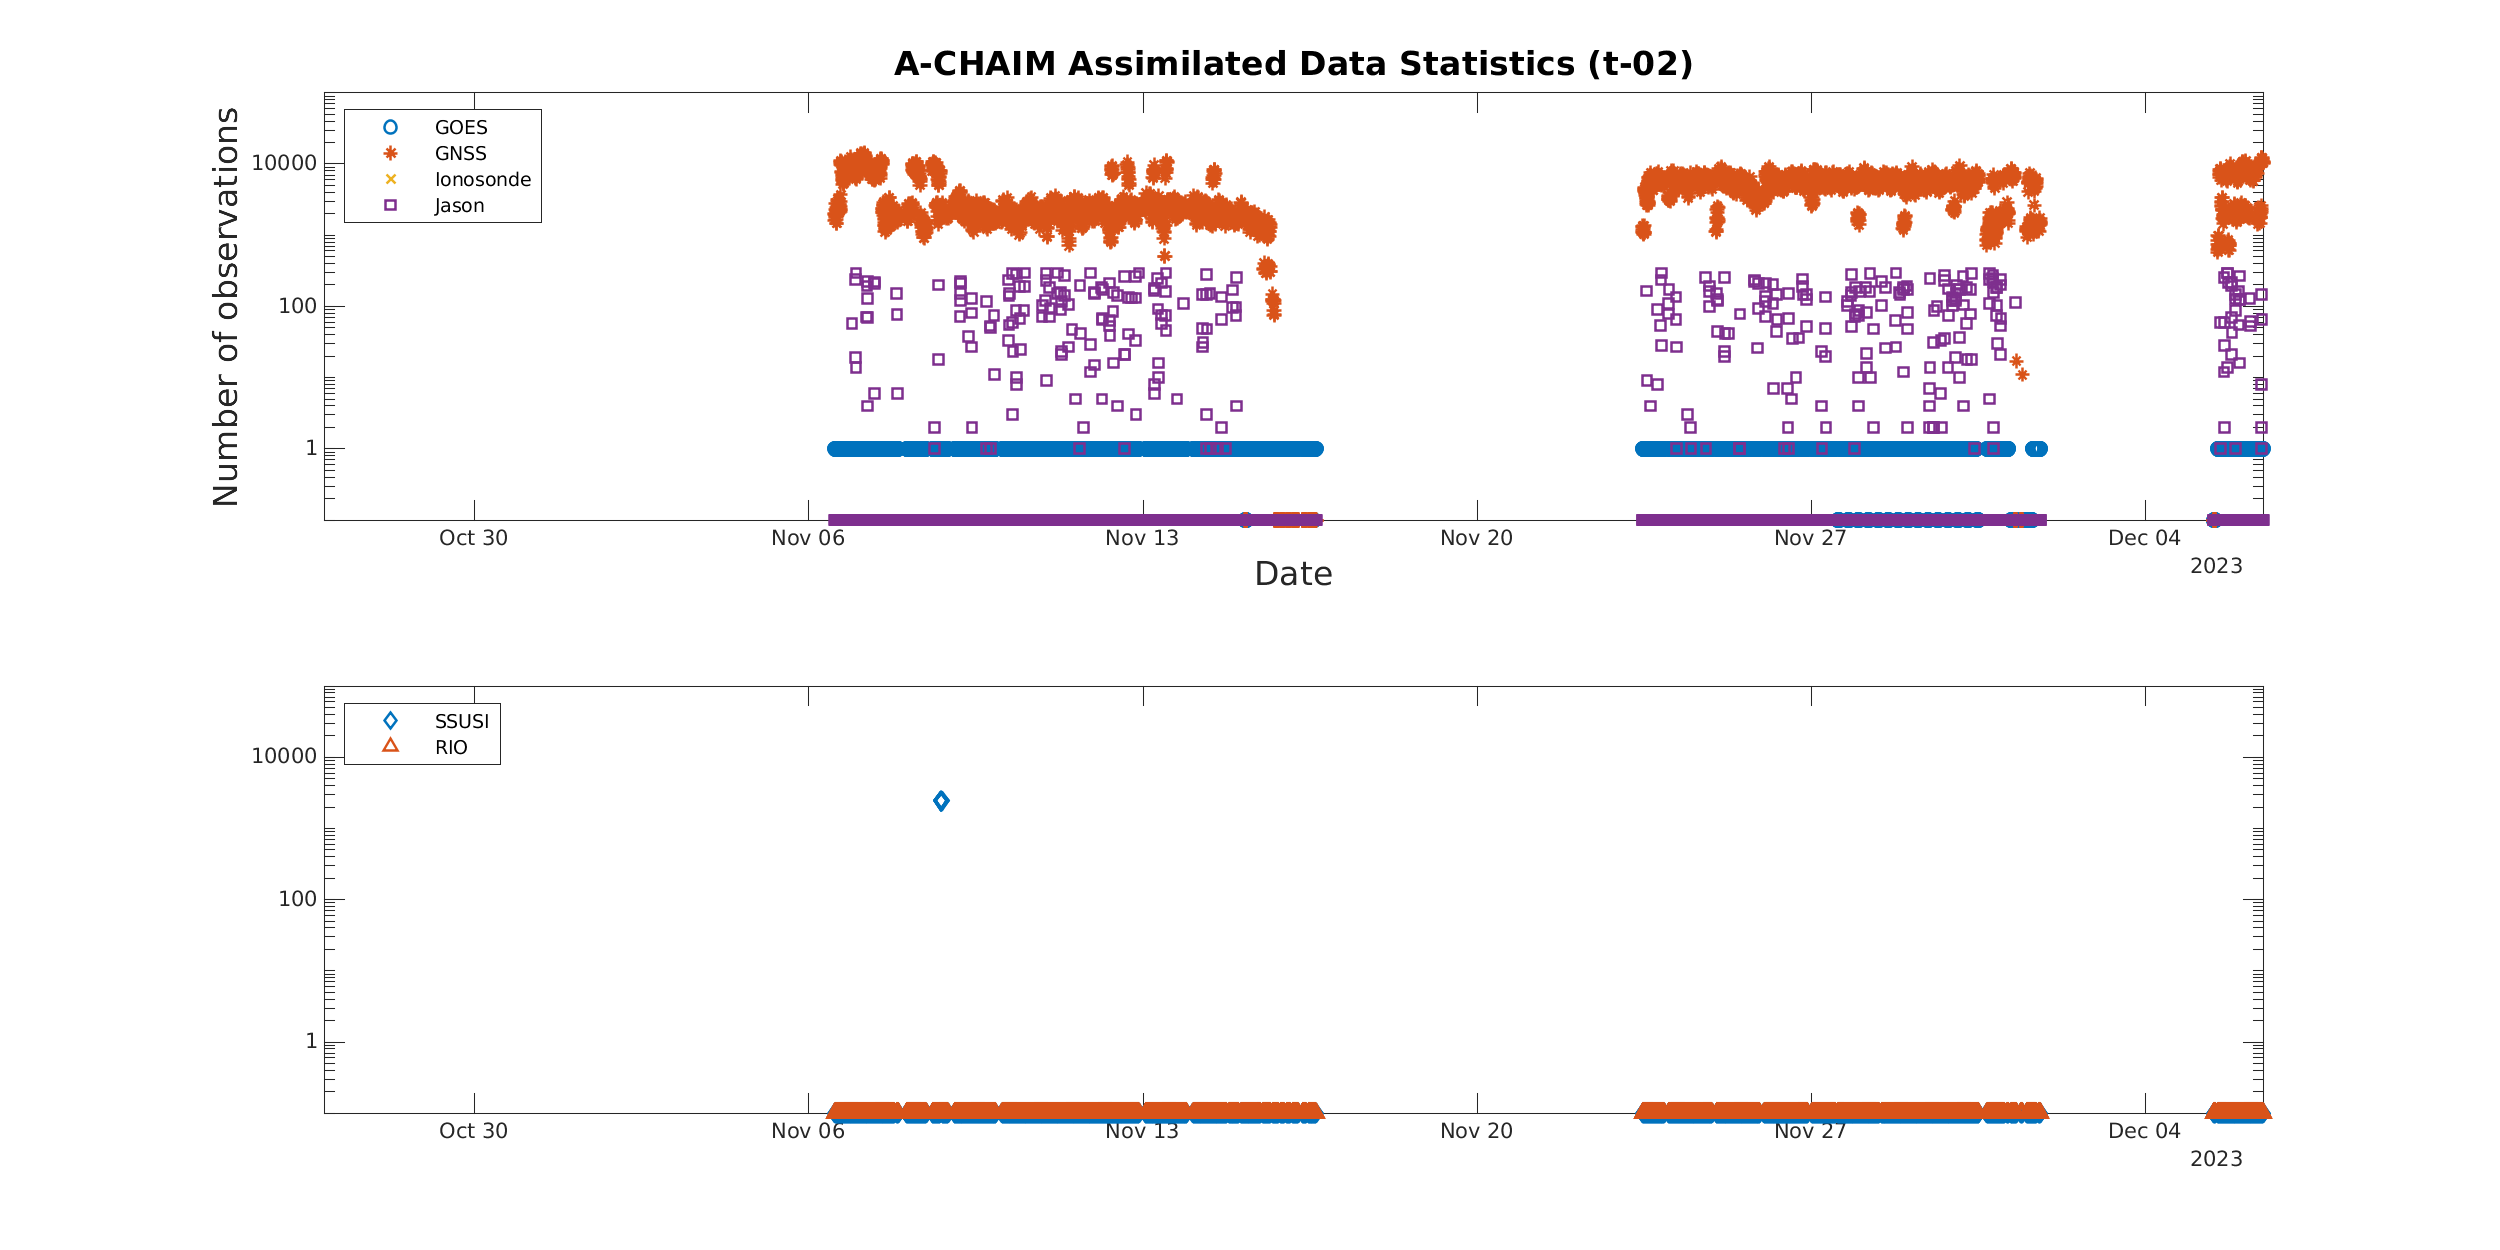 A-CHAIM Assimilated Data Statistics (t-02)
Number of observations
10000
100
1
GOES
GNSS
Ionosonde
Jason
Oct 30
Nov 06
Nov 13
Nov 20
Nov 27
Dec 04
2023
Date
10000
100
1
SSUSI
RIO
Oct 30
Nov 06
Nov 13
Nov 20
Nov 27
Dec 04
2023